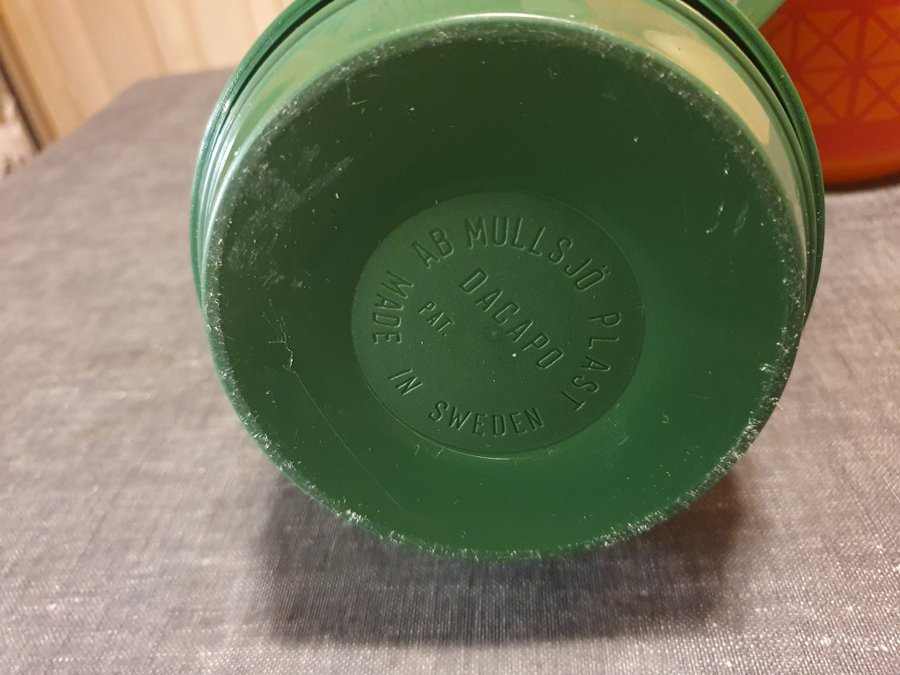 AB MULLSJÖ PLAST
DACAPO
PAT.
MADE IN SWEDEN